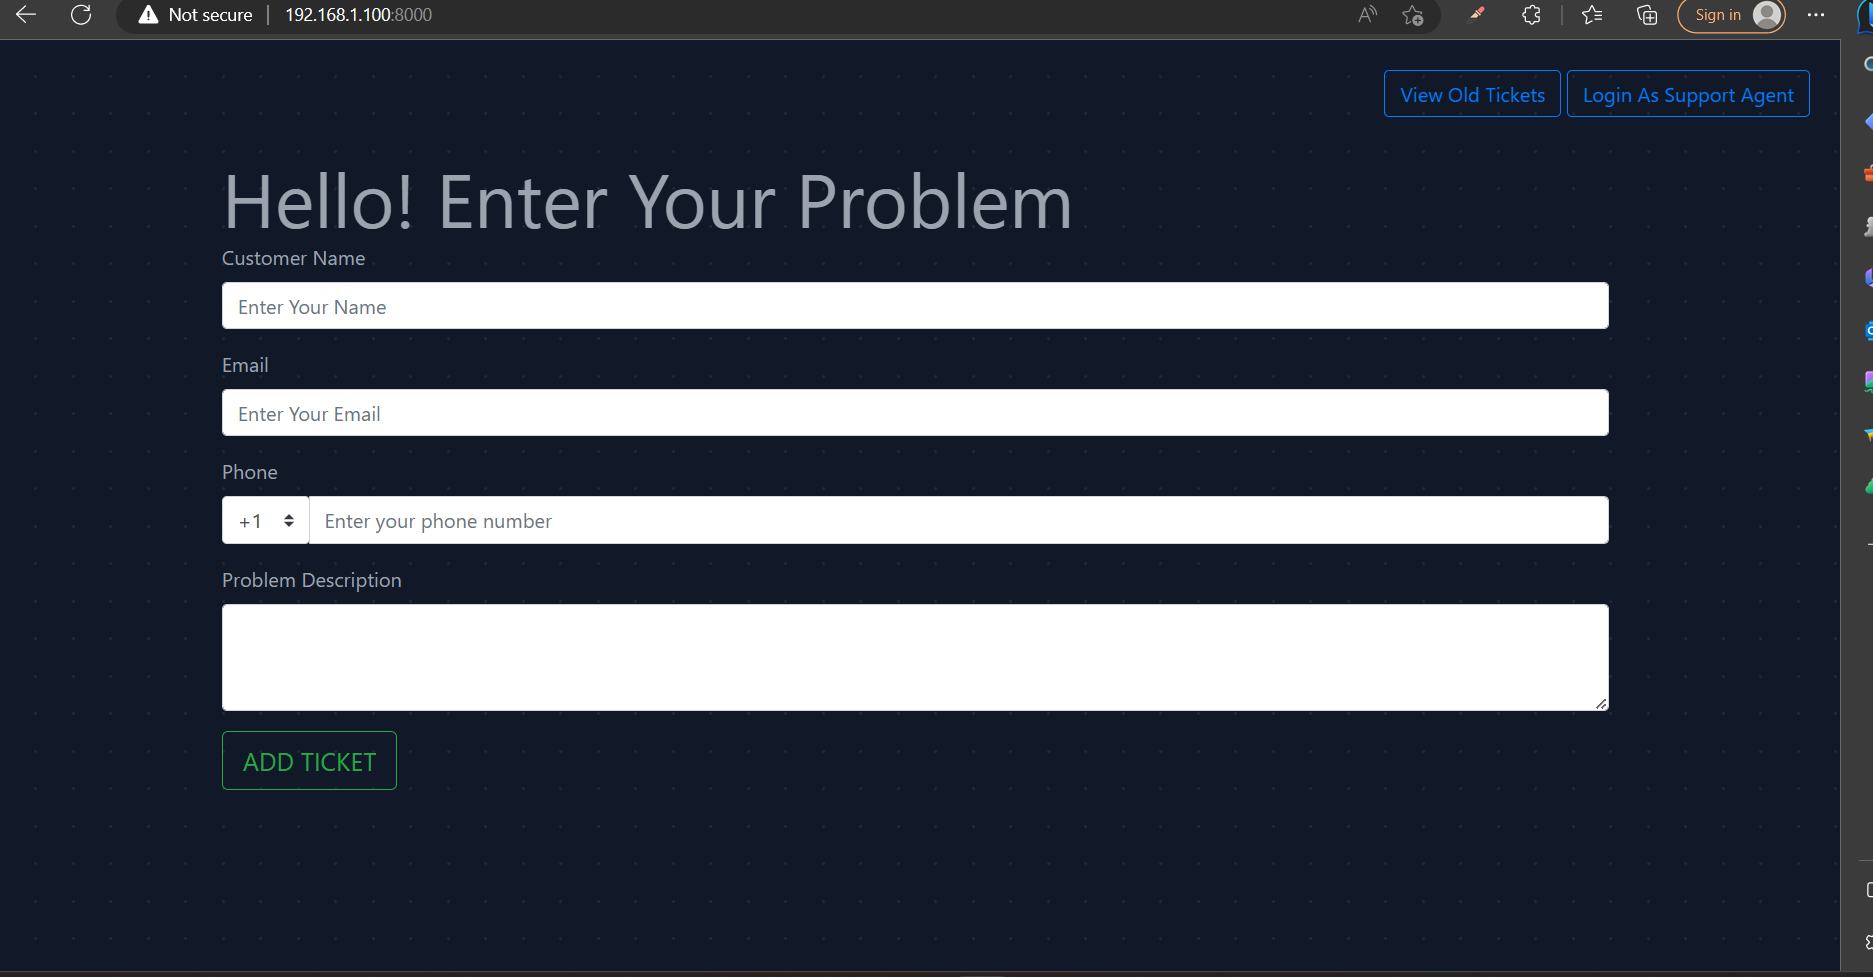 Not secure 192.168.1.100:8000 A Sign in
View Old Tickets Login As Support Agent
Hello! Enter Your Problem
Customer Name
Enter Your Name
Email
Enter Your Email
Phone
+1 Enter your phone number
Problem Description
ADD TICKET